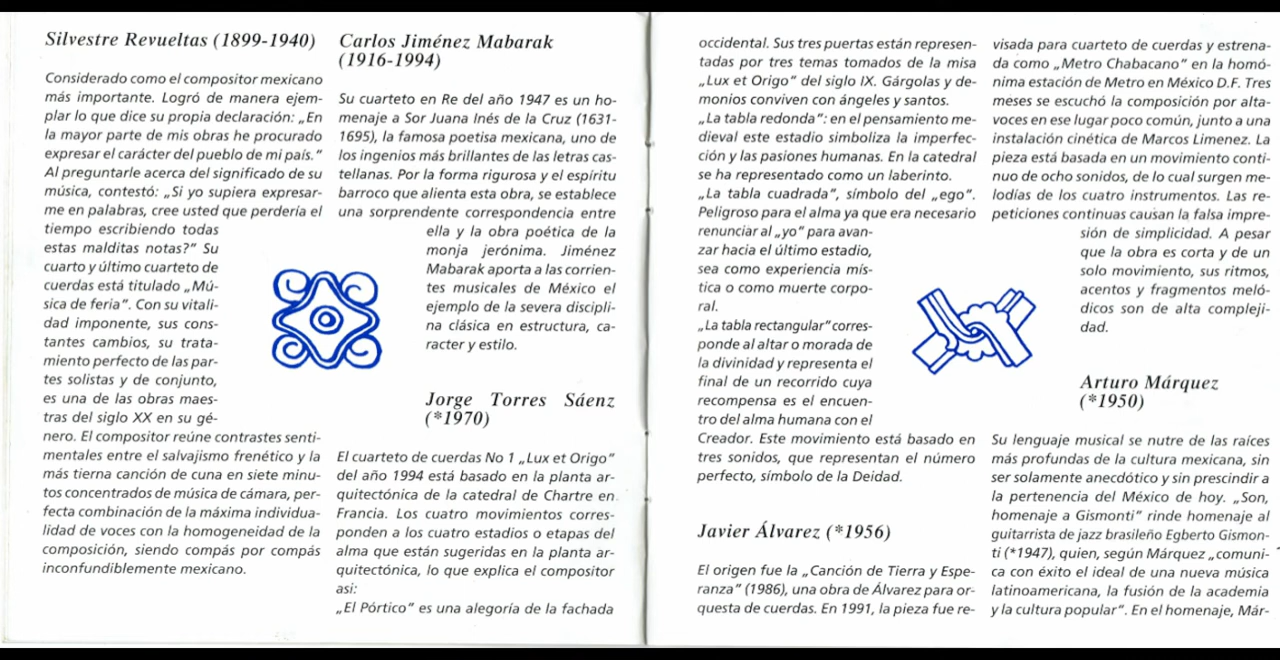 Silvestre Revueltas (1899-1940)
Considerado como el compositor mexicano
más importante. Logró de manera ejem-
plar lo que dice su propia declaración: „En
la mayor parte de mis obras he procurado
expresar el carácter del pueblo de mi país."
Al preguntarle acerca del significado de su
música, contestó: „Si yo supiera expresar-
me en palabras, cree usted que perdería el
tiempo escribiendo todas
estas malditas notas?" Su
cuarto y último cuarteto de
cuerdas está titulado „Mú-
sica de feria". Con su vitali-
dad imponente, sus cons-
tantes cambios, su trata-
miento perfecto de las par-
tes solistas y de conjunto,
es una de las obras maes-
tras del siglo XX en su gé-
nero. El compositor reúne contrastes senti-
mentales entre el salvajismo frenético y la
más tierna canción de cuna en siete minu-
tos concentrados de música de cámara, per-
fecta combinación de la máxima individua-
lidad de voces con la homogeneidad de la
composición, siendo compás por compás
inconfundiblemente mexicano.
Carlos Jiménez Mabarak
(1916-1994)
Su cuarteto en Re del año 1947 es un ho-
menaje a Sor Juana Inés de la Cruz (1631-
1695), la famosa poetisa mexicana, uno de
los ingenios más brillantes de las letras cas-
tellanas. Por la forma rigurosa y el espíritu
barroco que alienta esta obra, se establece
una sorprendente correspondencia entre
ella y la obra poética de la
monja jerónima. Jiménez
Mabarak aporta a las corrien-
tes musicales de México el
ejemplo de la severa discipli-
na clásica en estructura, ca-
racter y estilo.
Jorge Torres Sáenz
(*1970)
El cuarteto de cuerdas No 1 „Lux et Origo"
del año 1994 está basado en la planta ar-
quitectónica de la catedral de Chartre en
Francia. Los cuatro movimientos corres-
ponden a los cuatro estadios o etapas del
alma que están sugeridas en la planta ar-
quitectónica, lo que explica el compositor
asi:
„El Pórtico" es una alegoría de la fachada
occidental. Sus tres puertas están represen-
tadas por tres temas tomados de la misa
„Lux et Origo" del siglo IX. Gárgolas y de-
monios conviven con ángeles y santos.
„La tabla redonda": en el pensamiento me-
dieval este estadio simboliza la imperfec-
ción y las pasiones humanas. En la catedral
se ha representado como un laberinto.
„La tabla cuadrada", símbolo del „ego".
Peligroso para el alma ya que era necesario
renunciar al „yo" para avan-
zar hacia el último estadio,
sea como experiencia mís-
tica o como muerte corpo-
ral.
„La tabla rectangular" corres-
ponde al altar o morada de
la divinidad y representa el
final de un recorrido cuya
recompensa es el encuen-
tro del alma humana con el
Creador. Este movimiento está basado en
tres sonidos, que representan el número
perfecto, símbolo de la Deidad.
Javier Álvarez (*1956)
El origen fue la „Canción de Tierra y Espe-
ranza" (1986), una obra de Álvarez para or-
questa de cuerdas. En 1991, la pieza fue re-
visada para cuarteto de cuerdas y estrena-
da como „Metro Chabacano" en la homó-
nima estación de Metro en México D.F. Tres
meses se escuchó la composición por alta-
voces en ese lugar poco común, junto a una
instalación cinética de Marcos Limenez. La
pieza está basada en un movimiento conti-
nuo de ocho sonidos, de lo cual surgen me-
lodías de los cuatro instrumentos. Las re-
peticiones continuas causan la falsa impre-
sión de simplicidad. A pesar
que la obra es corta y de un
solo movimiento, sus ritmos,
acentos y fragmentos meló-
dicos son de alta compleji-
dad.
Arturo Márquez
(*1950)
Su lenguaje musical se nutre de las raíces
más profundas de la cultura mexicana, sin
ser solamente anecdótico y sin prescindir a
la pertenencia del México de hoy. „Son,
homenaje a Gismonti" rinde homenaje al
guitarrista de jazz brasileño Egberto Gismon-
ti (*1947), quien, según Márquez „comuni-
ca con éxito el ideal de una nueva música
latinoamericana, la fusión de la academia
y la cultura popular". En el homenaje, Már-